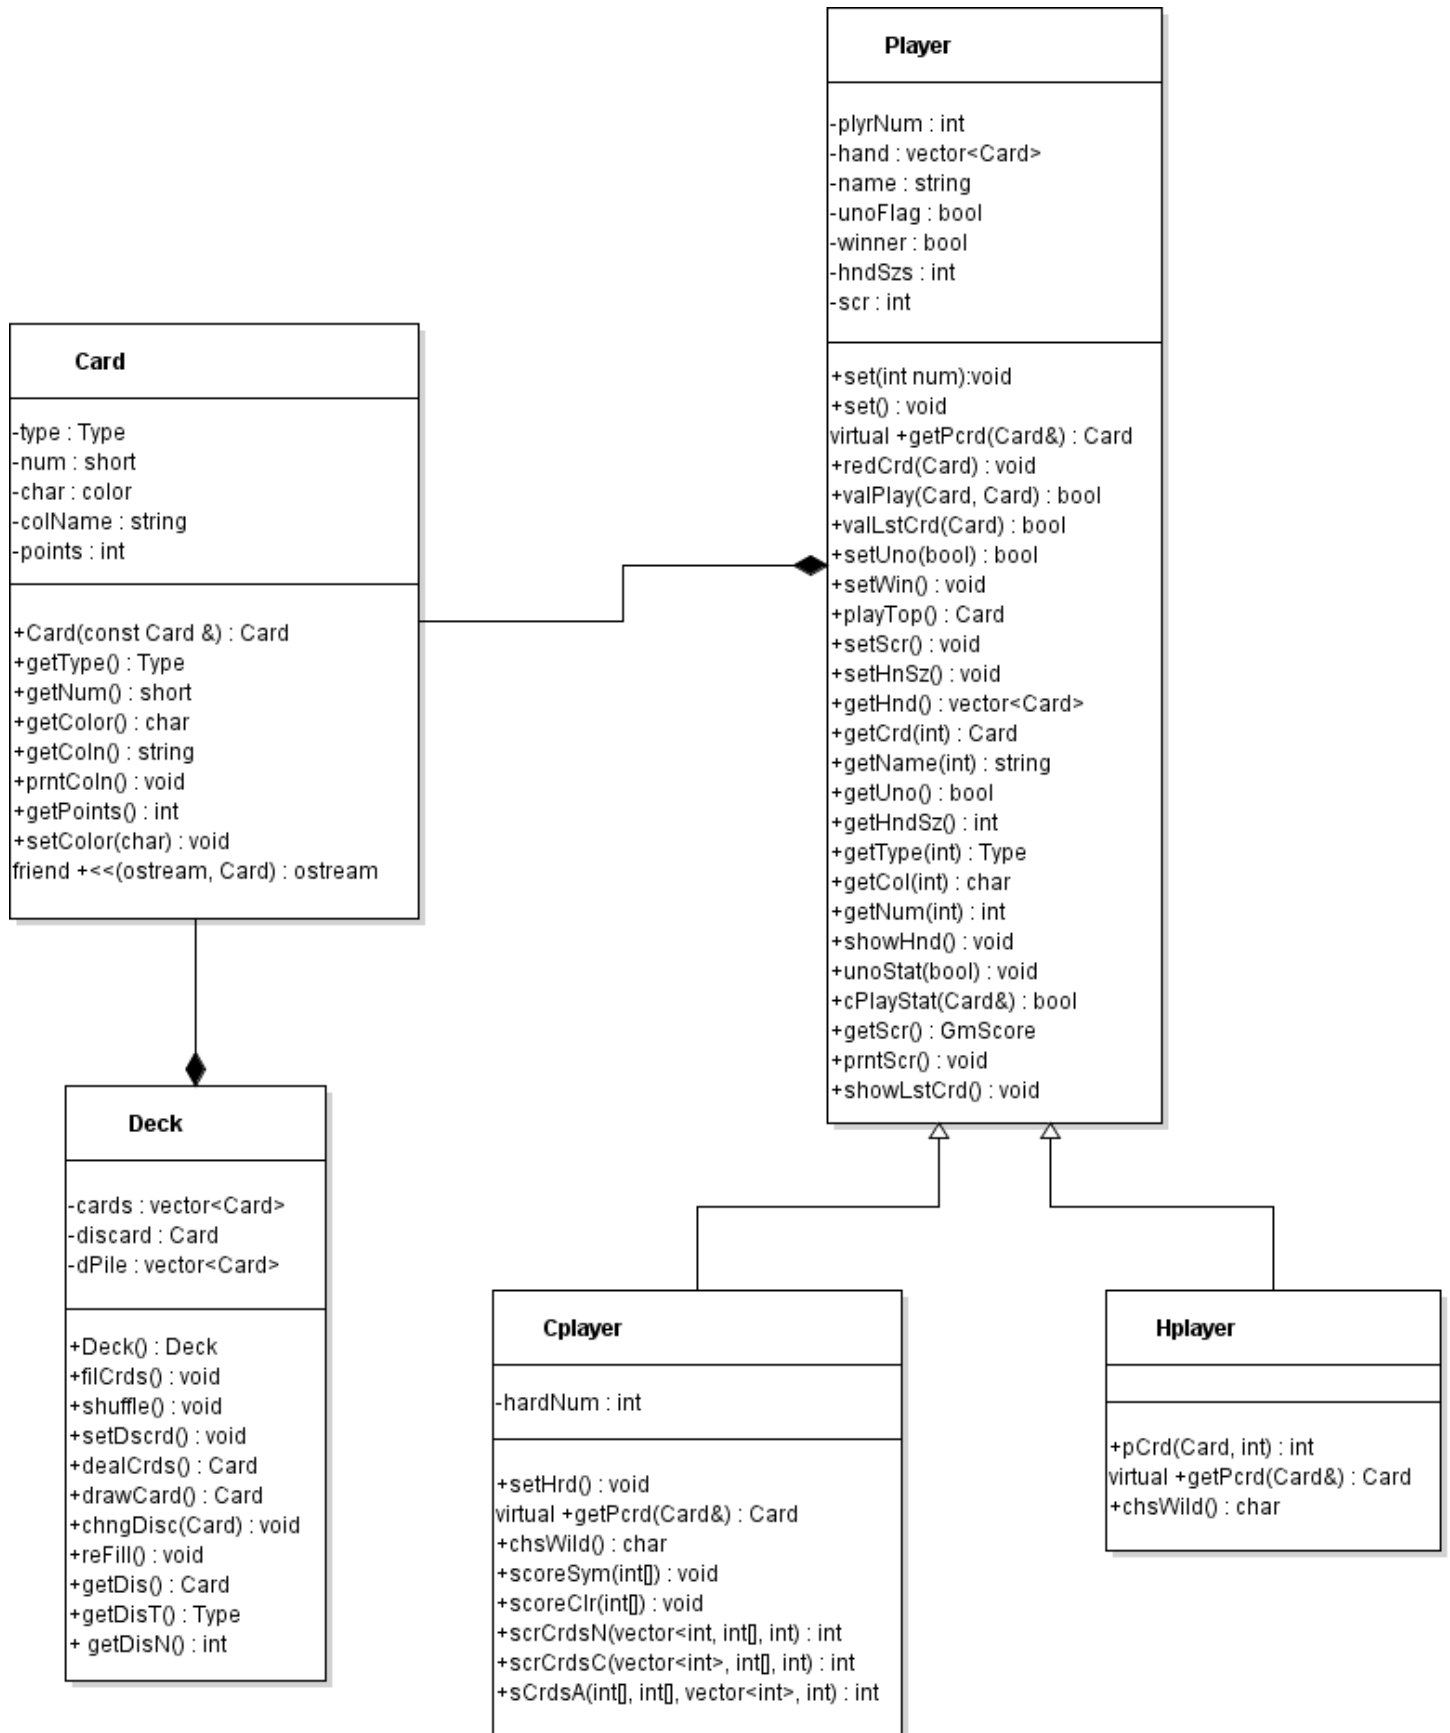 Player
-plyrNum : int
-hand : vector<Card>
-name : string
-unoFlag : bool
-winner : bool
-hndSzs : int
-scr : int
+set(int num):void
+set() : void
virtual +getPcrd(Card&) : Card
+redCrd(Card) : void
+valPlay(Card, Card) : bool
+valLstCrd(Card) : bool
+setUno(bool) : bool
+setWin() : void
+playTop() : Card
+setScr() : void
+setHnSz() : void
+getHnd() : vector<Card>
+getCrd(int) : Card
+getName(int) : string
+getUno() : bool
+getHndSz() : int
+getType(int) : Type
+getCol(int) : char
+getNum(int) : int
+showHnd() : void
+unoStat(bool) : void
+cPlayStat(Card&) : bool
+getScr() : GmScore
+prntScr() : void
+showLstCrd() : void
Card
-type : Type
-num : short
-char : color
-colName : string
-points : int
+Card(const Card &) : Card
+getType() : Type
+getNum() : short
+getColor() : char
+getColn() : string
+prntColn() : void
+getPoints() : int
+setColor(char) : void
friend +<<(ostream, Card) : ostream
Deck
-cards : vector<Card>
-discard : Card
-dPile : vector<Card>
+Deck() : Deck
+filCrds() : void
+shuffle() : void
+setDscrd() : void
+dealCrds() : Card
+drawCard() : Card
+chngDisc(Card) : void
+reFill() : void
+getDis() : Card
+getDisT() : Type
+ getDisN() : int
Cplayer
-hardNum : int
+setHrd() : void
virtual +getPcrd(Card&) : Card
+chsWild() : char
+scoreSym(int[]) : void
+scoreClr(int[]) : void
+scrCrdsN(vector<int, int[], int) : int
+scrCrdsC(vector<int>, int[], int) : int
+sCrdsA(int[], int[], vector<int>, int) : int
Hplayer
+pCrd(Card, int) : int
virtual +getPcrd(Card&) : Card
+chsWild() : char